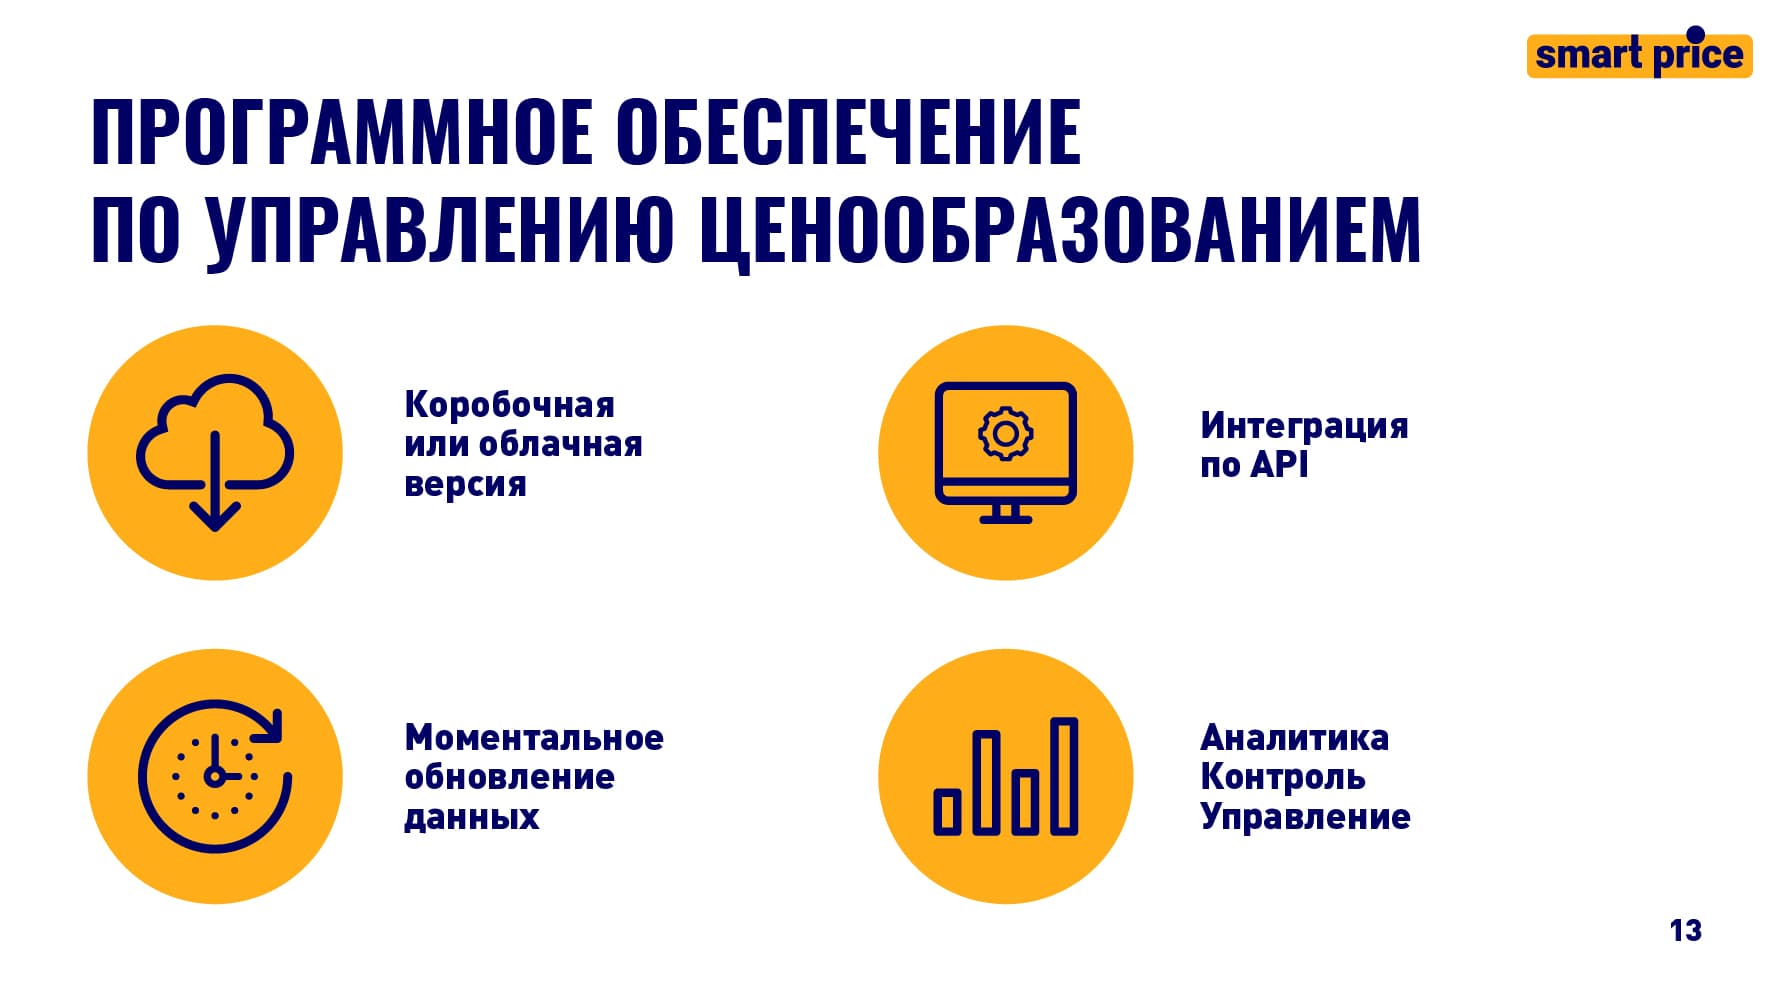 smart price
ПРОГРАММНОЕ ОБЕСПЕЧЕНИЕ
ПО УПРАВЛЕНИЮ ЦЕНООБРАЗОВАНИЕМ
Коробочная
или облачная
версия
Интеграция
по API
Моментальное
обновление
данных
Аналитика
Контроль
Управление
13